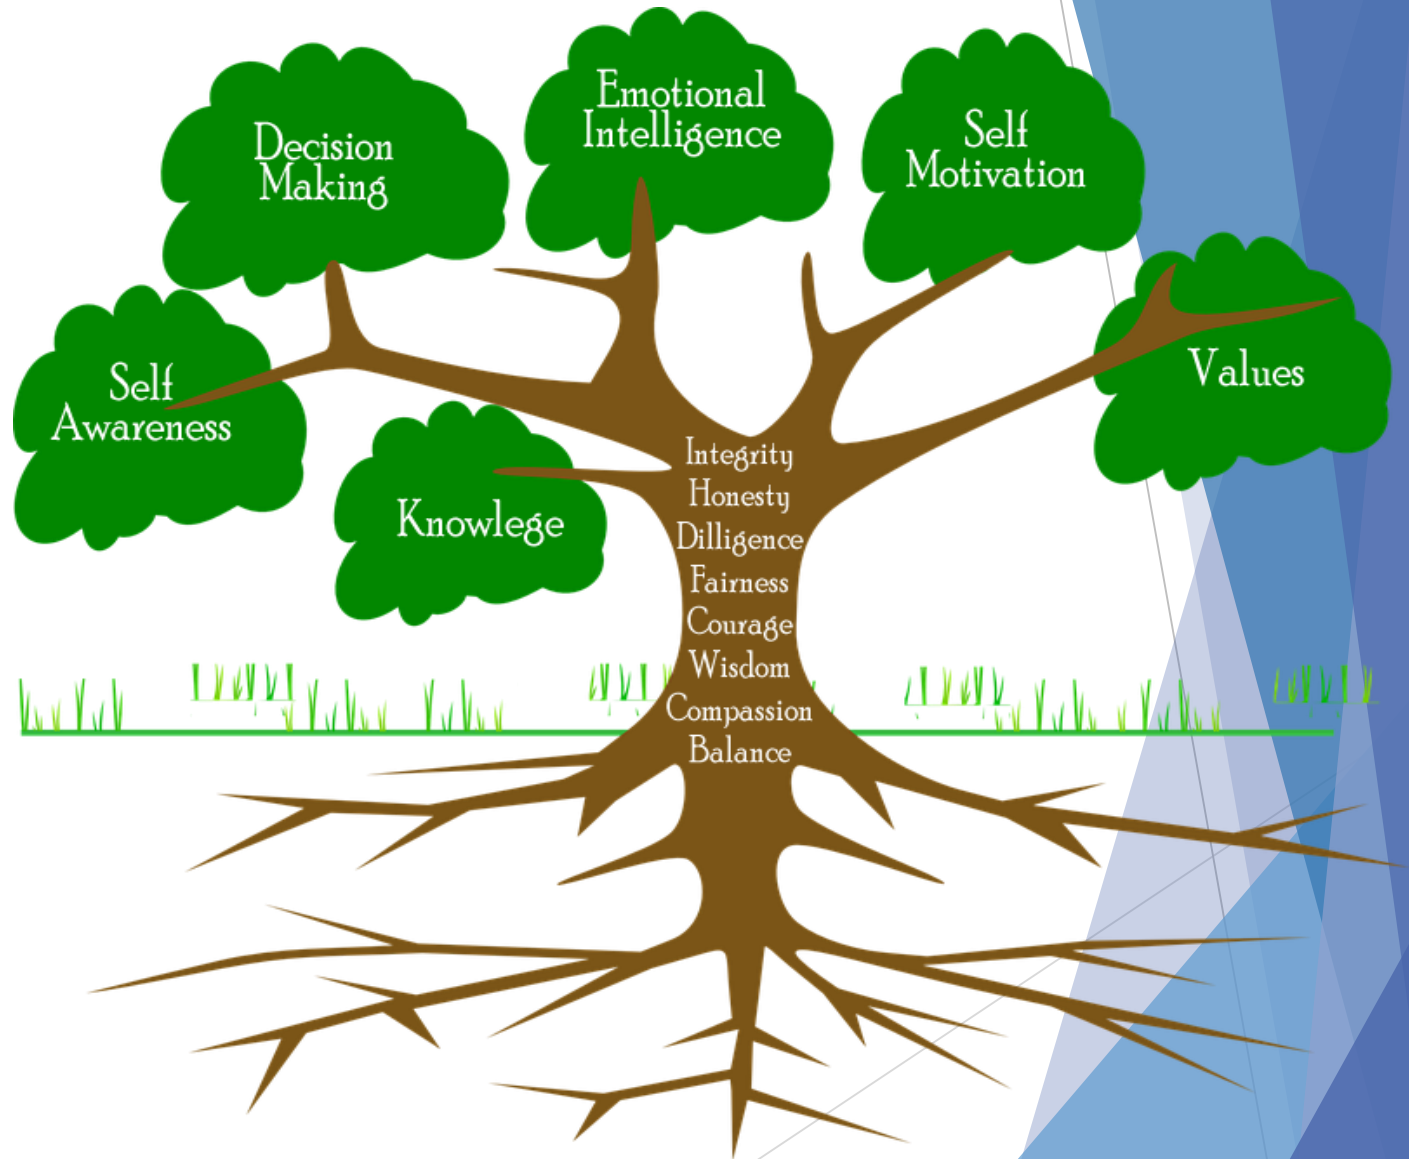 Emotional
Intelligence
Decision
Making
Self
Motivation
Self
Awareness
Values
Knowlege
Integrity
Honesty
Dilligence
Fairness
Courage
Wisdom
Compassion
Balance